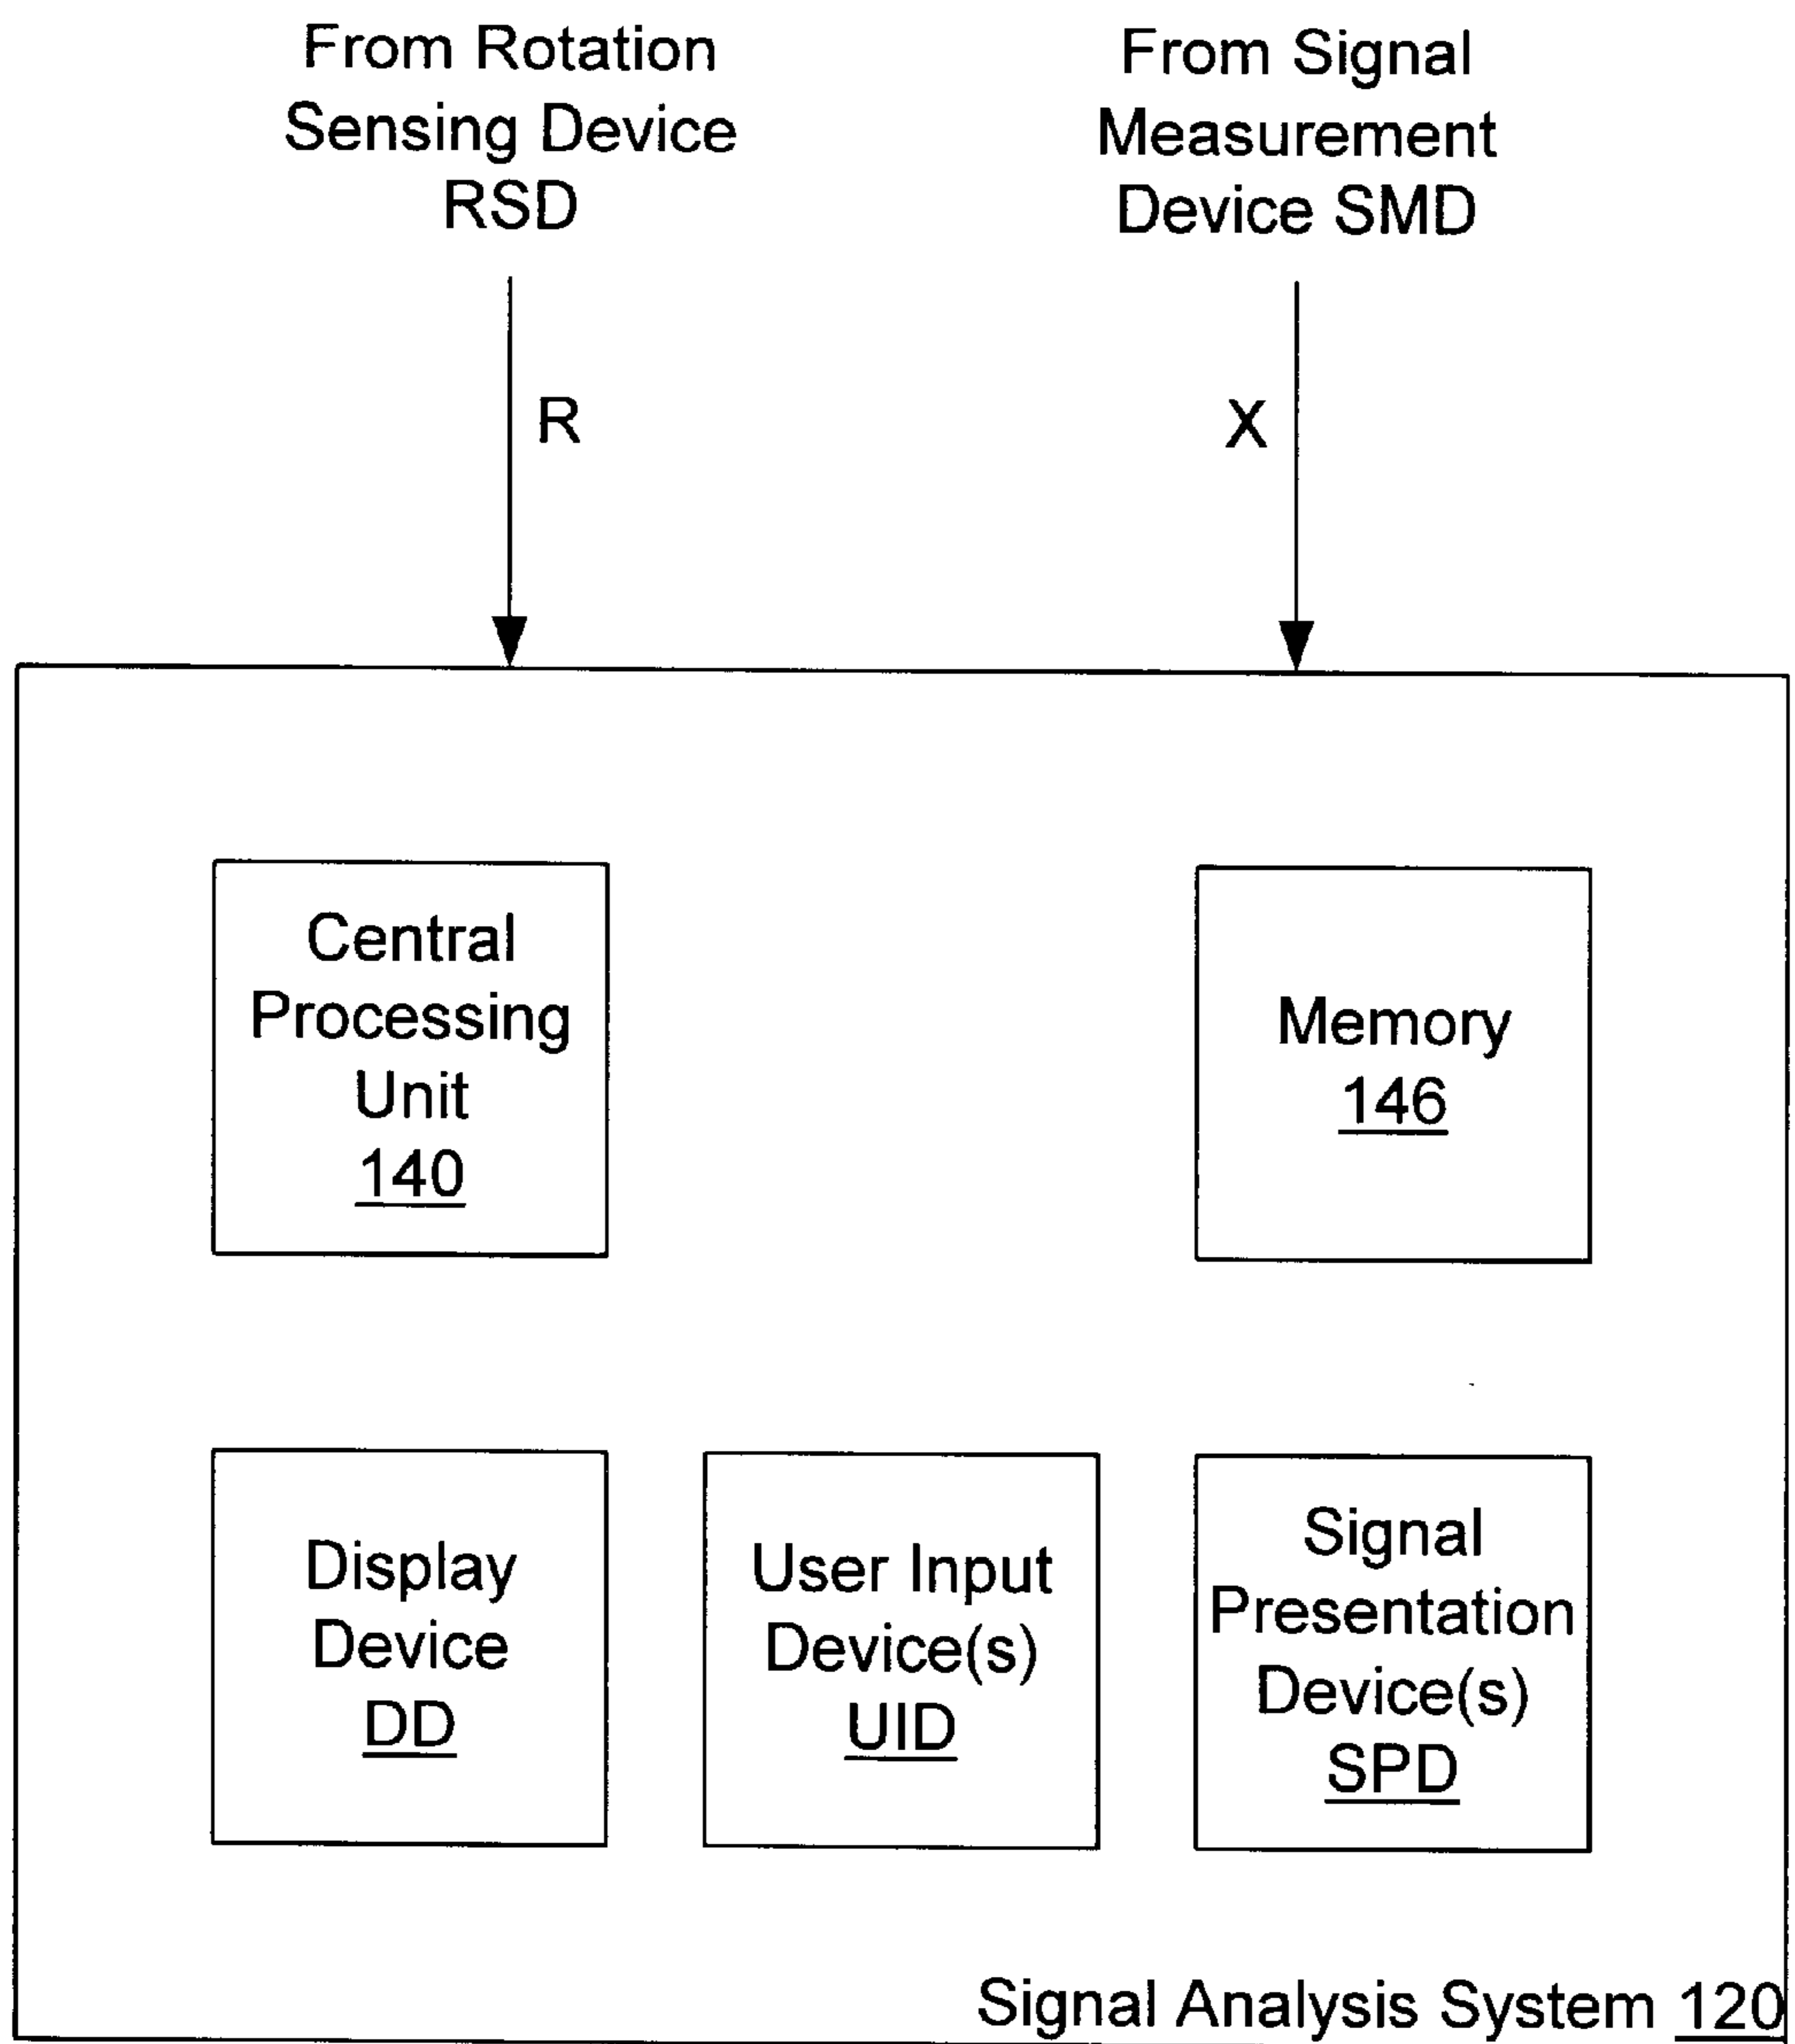 From Rotation
Sensing Device
RSD
From Signal
Measurement
Device SMD
R
X
Central
Processing
Unit
140
Memory
146
Display
Device
DD
User Input
Device(s)
UID
Signal
Presentation
Device(s)
SPD
Signal Analysis System 120